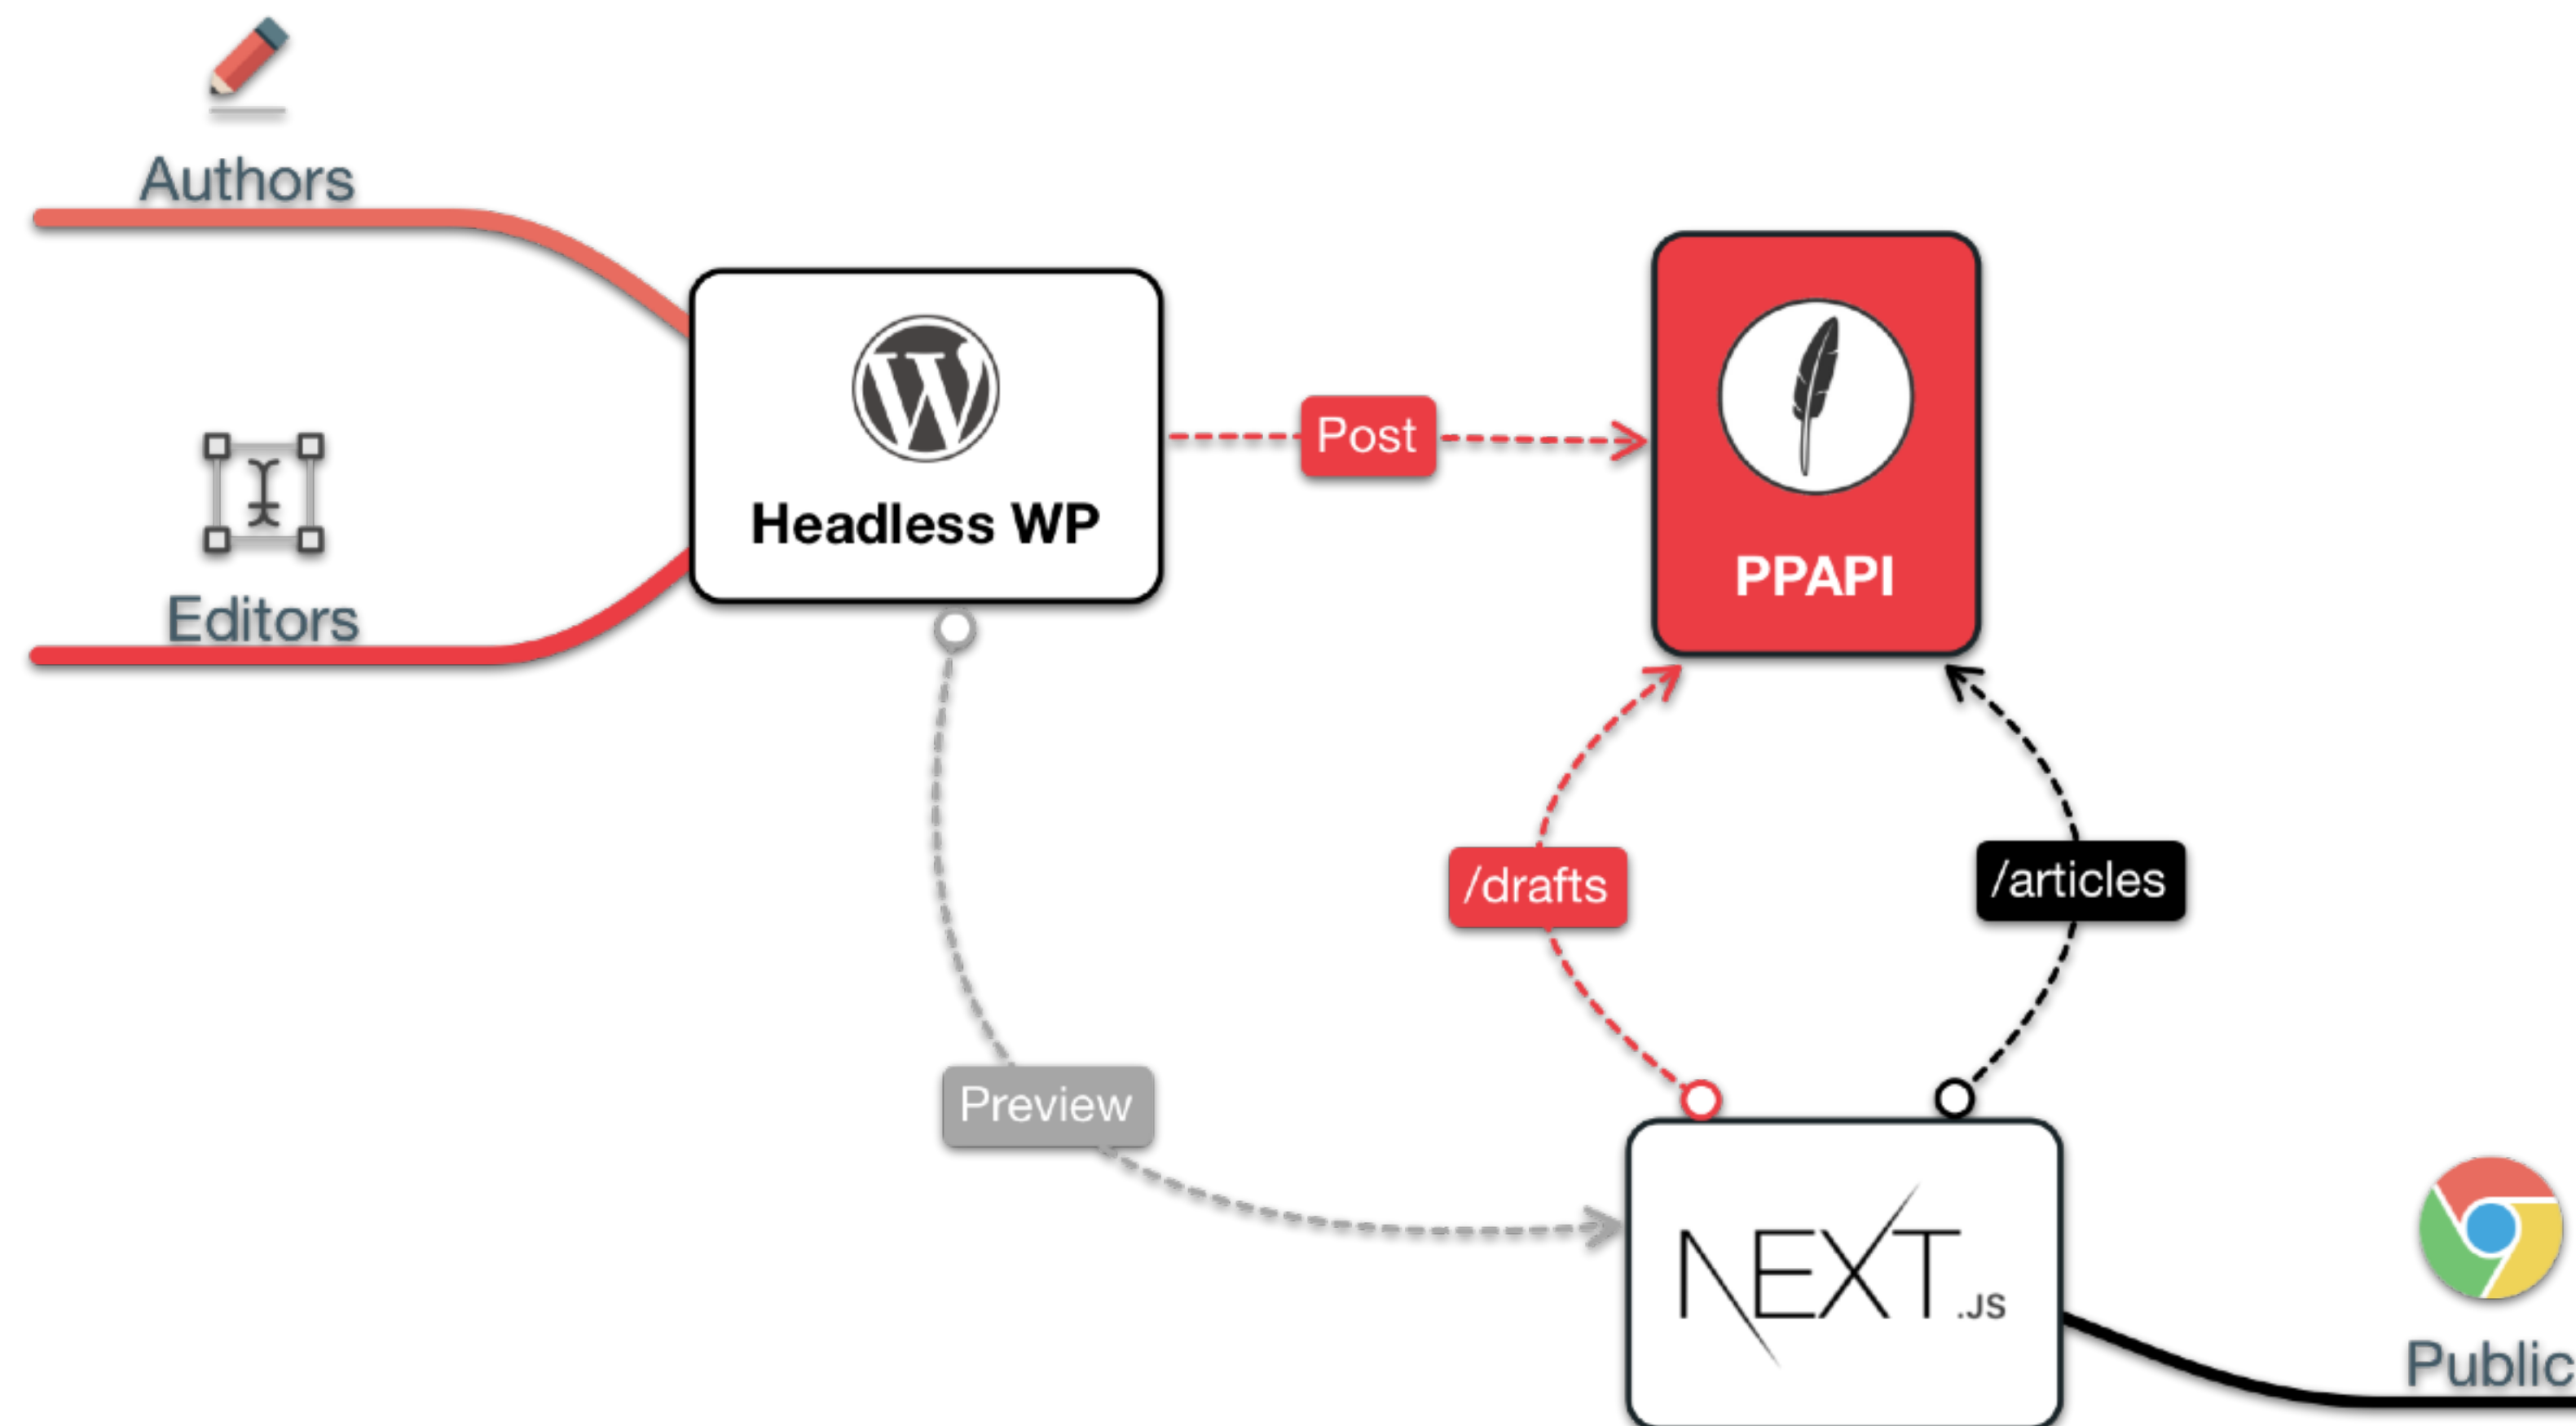 Authors
Headless WP
Post
PPAPI
Editors
/drafts
/articles
Preview
NEXT.JS
Public